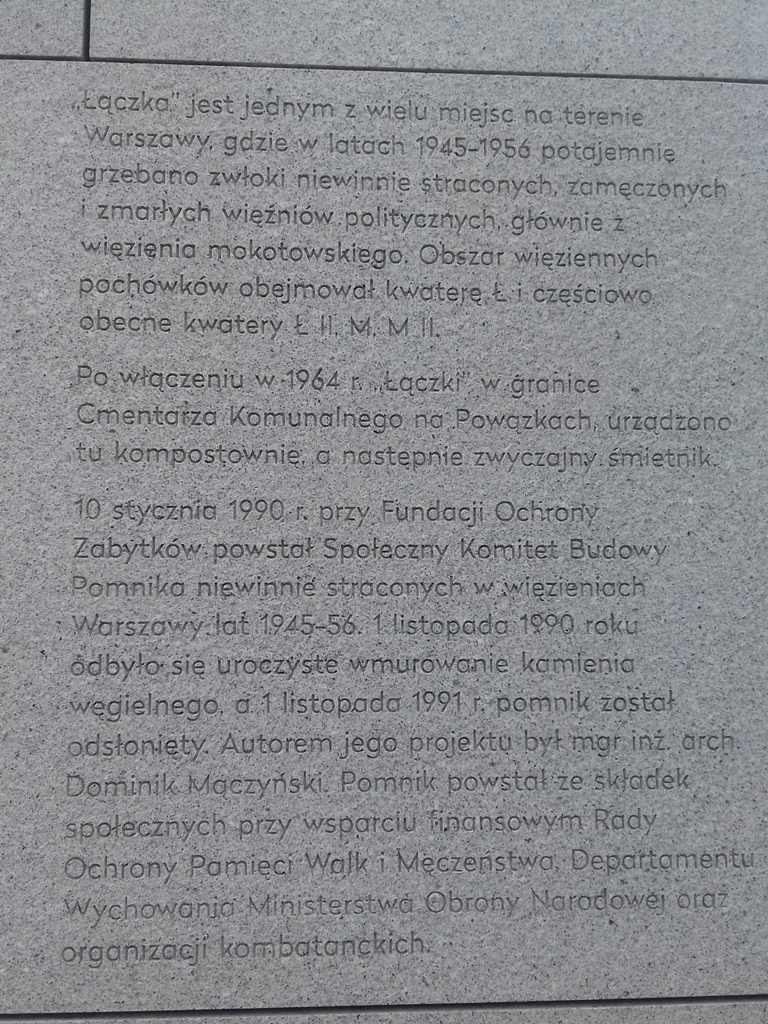 „Łączka” jest jednym z wielu miejsc na terenie
Warszawy, gdzie w latach 1945-1956 potajemnie
grzebano zwłoki niewinnie straconych, zamęczonych
i zmarłych więźniów politycznych, głównie z
więzienia mokotowskiego. Obszar więziennych
pochówków obejmował kwaterę Ł i częściowo
obecne kwatery Ł II, M, M II.
Po włączeniu w 1964 r. „Łączki” w granice
Cmentarza Komunalnego na Powązkach, urządzono
tu kompostownię, a następnie zwyczajny śmietnik.
10 stycznia 1990 r. przy Fundacji Ochrony
Zabytków powstał Społeczny Komitet Budowy
Pomnika niewinnie straconych w więzieniach
Warszawy lat 1945-56. 1 listopada 1990 roku
odbyło się uroczyste wmurowanie kamienia
węgielnego, a 1 listopada 1991 r. pomnik został
odsłonięty. Autorem jego projektu był mgr inż. arch.
Dominik Mączyński. Pomnik powstał ze składek
społecznych przy wsparciu finansowym Rady
Ochrony Pamięci Walk i Męczeństwa, Departamentu
Wychowania Ministerstwa Obrony Narodowej oraz
organizacji kombatanckich.